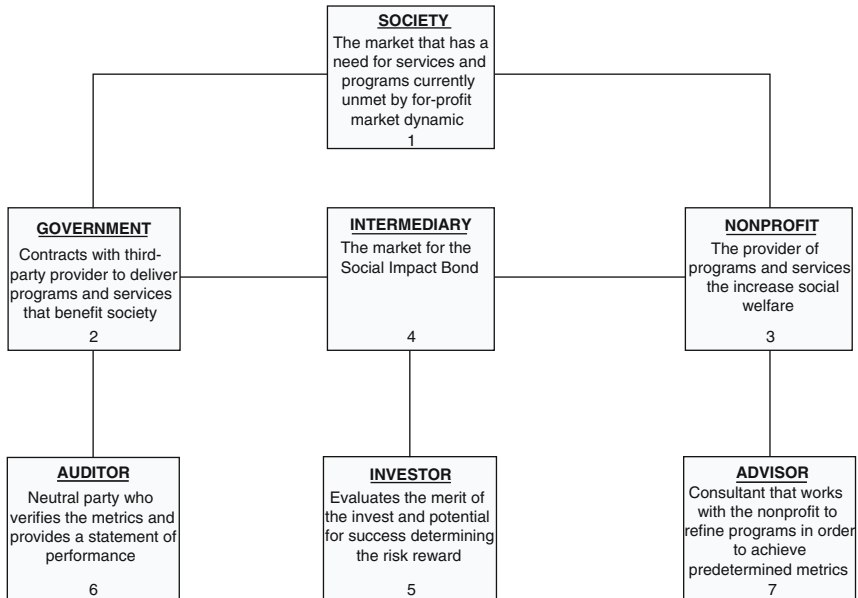 SOCIETY
The market that has a
need for services and
programs currently
unmet by for-profit
market dynamic
1
GOVERNMENT
Contracts with third-
party provider to deliver
programs and services
that benefit society
2
INTERMEDIARY
The market for the
Social Impact Bond
4
NONPROFIT
The provider of
programs and services
the increase social
welfare
3
AUDITOR
Neutral party who
verifies the metrics and
provides a statement of
performance
6
INVESTOR
Evaluates the merit of
the invest and potential
for success determining
the risk reward
5
ADVISOR
Consultant that works
with the nonprofit to
refine programs in order
to achieve
predetermined metrics
7